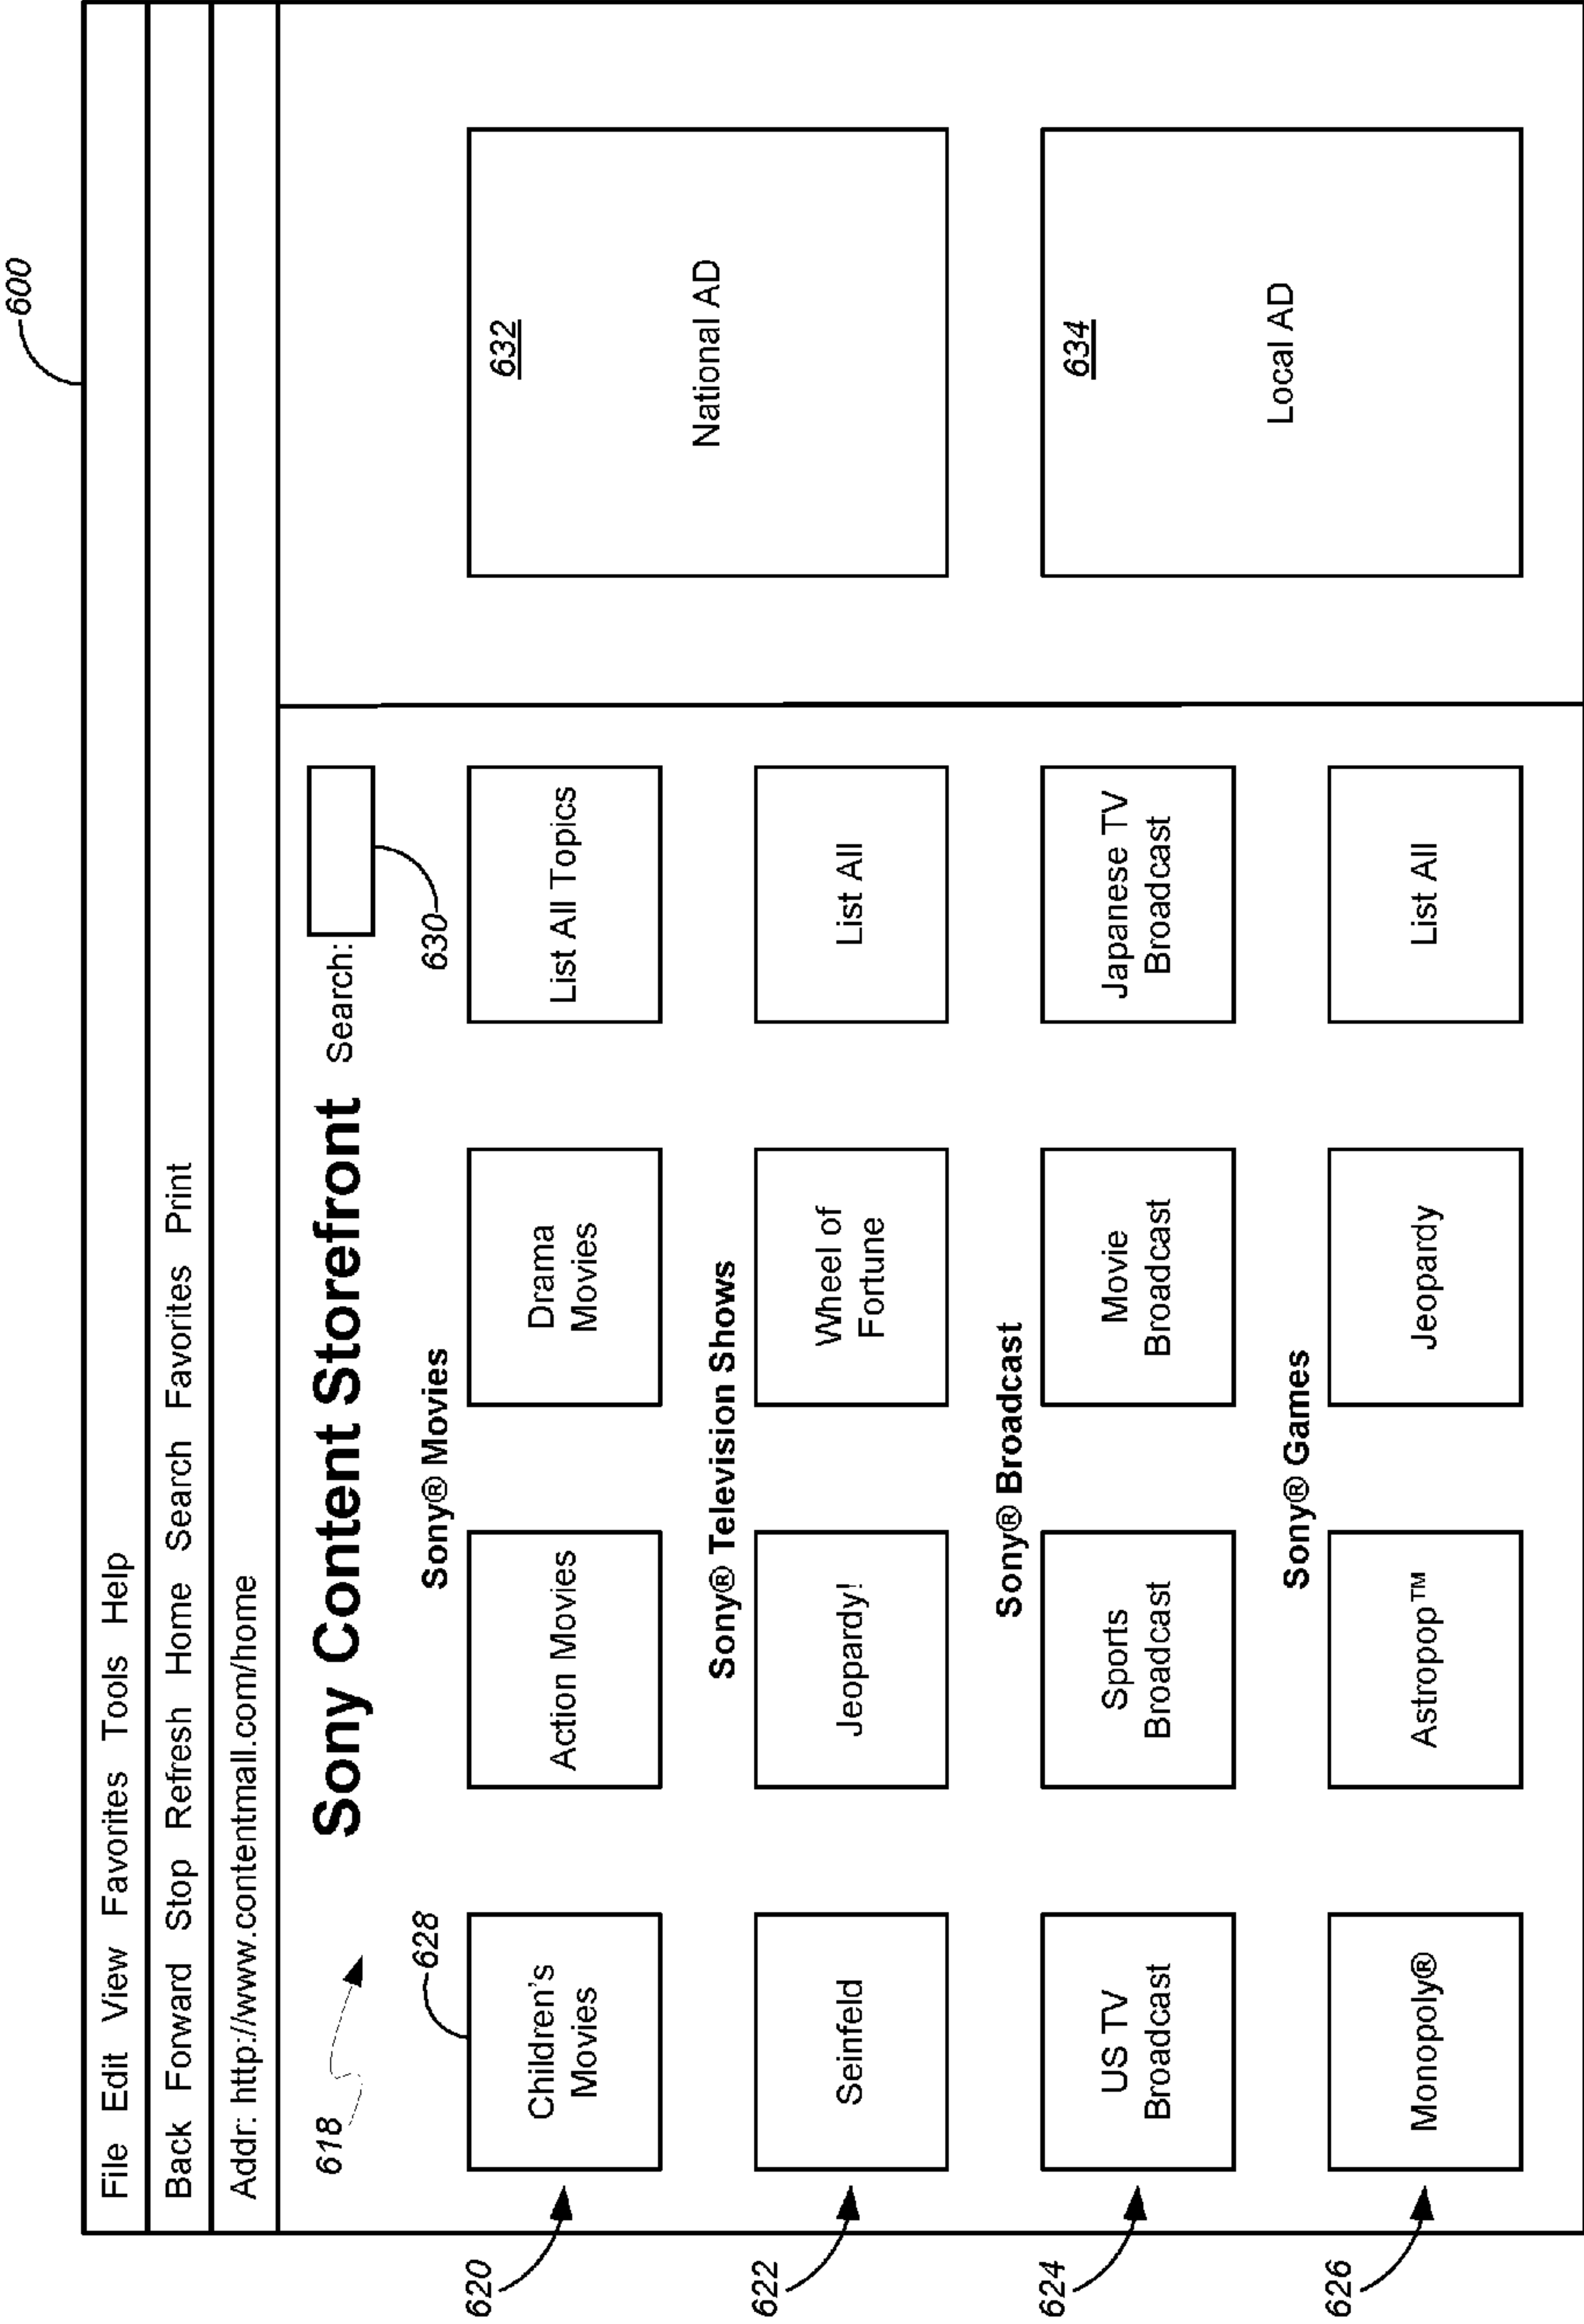 600
File Edit View Favorites Tools Help
Back Forward Stop Refresh Home Search Favorites Print
Addr: http://www.contentmall.com/home
618
Sony Content Storefront Search:
630
Sony® Movies
628
620
Children's
Movies
Action Movies
Drama
Movies
List All Topics
632
National AD
Sony® Television Shows
622
Seinfeld
Jeopardy!
Wheel of
Fortune
List All
Sony® Broadcast
624
US TV
Broadcast
Sports
Broadcast
Movie
Broadcast
Japanese TV
Broadcast
634
Local AD
Sony® Games
626
Monopoly®
Astropop™
Jeopardy
List All